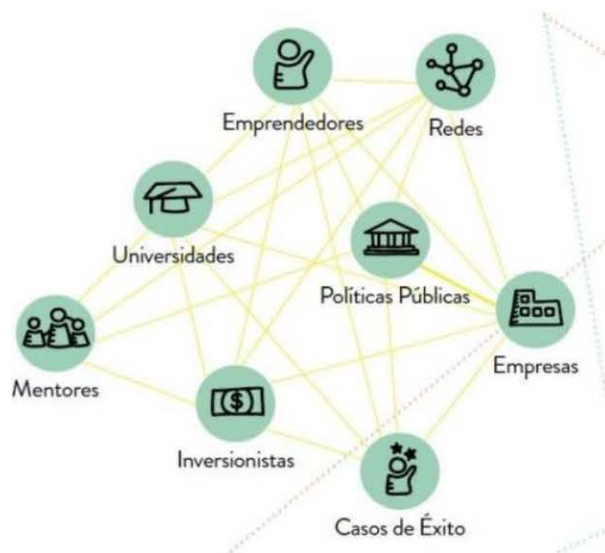 Emprendedores
Redes
Universidades
Políticas Públicas
Empresas
Mentores
$
Inversionistas
Casos de Éxito